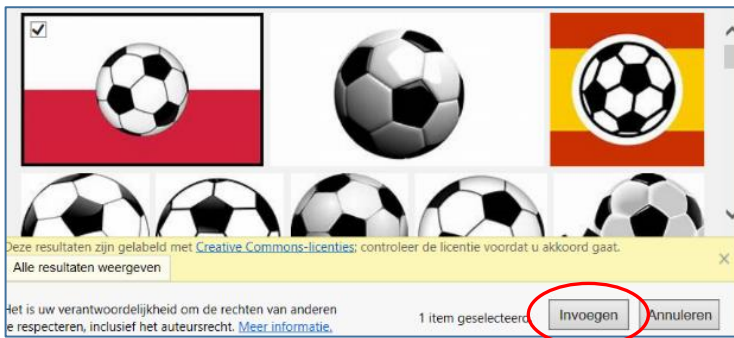 Deze resultaten zijn gelabeld met Creative Commons-licenties; controleer de licentie voordat u akkoord gaat.
Alle resultaten weergeven
Het is uw verantwoordelijkheid om de rechten van anderen
te respecteren, inclusief het auteursrecht. Meer informatie.
1 item geselecteerd
Invoegen
Annuleren